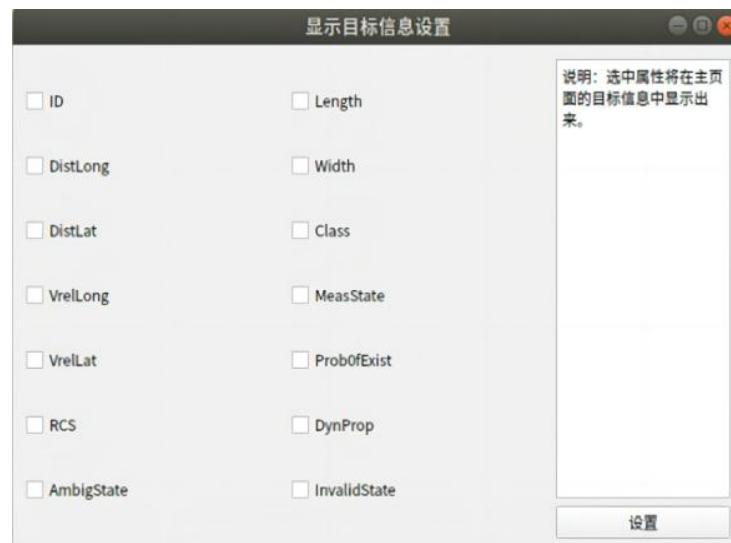 显示目标信息设置
ID
Length
DistLong
Width
DistLat
Class
VrelLong
MeasState
VrelLat
Prob0fExist
RCS
DynProp
AmbigState
InvalidState
说明：选中属性将在主页
面的目标信息中显示出
来。
设置